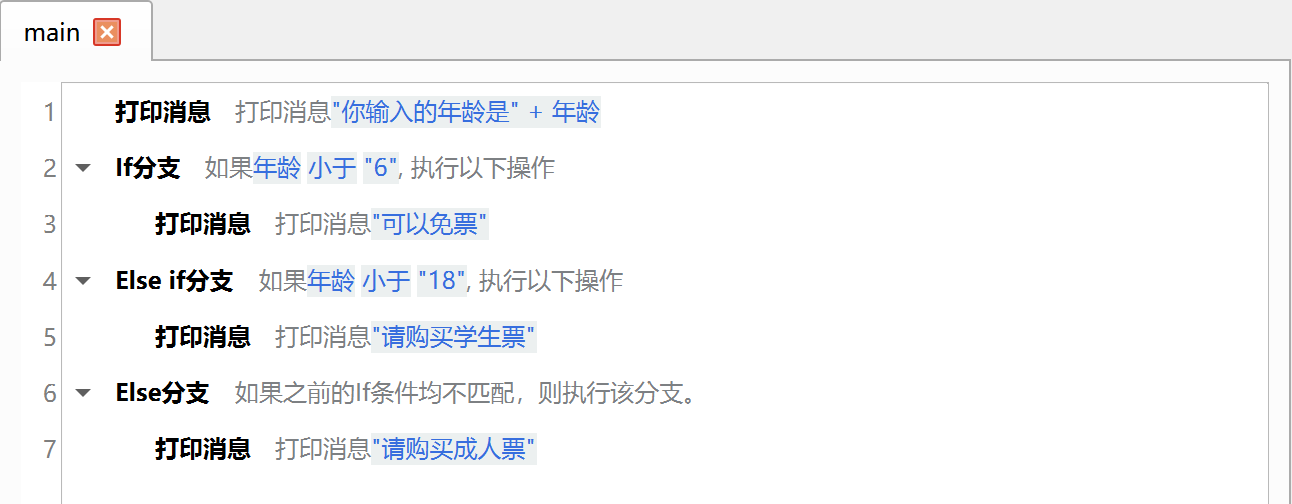 main
1 打印消息 打印消息"你输入的年龄是" + 年龄
2 If分支 如果年龄 小于 "6", 执行以下操作
3 打印消息 打印消息"可以免票"
4 Else if分支 如果年龄 小于 "18", 执行以下操作
5 打印消息 打印消息"请购买学生票"
6 Else分支 如果之前的If条件均不匹配，则执行该分支。
7 打印消息 打印消息"请购买成人票"